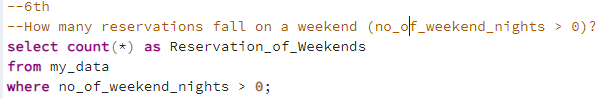 --6th
--How many reservations fall on a weekend (no_of_weekend_nights > 0)?
select count(*) as Reservation_of_Weekends
from my_data
where no_of_weekend_nights > 0;